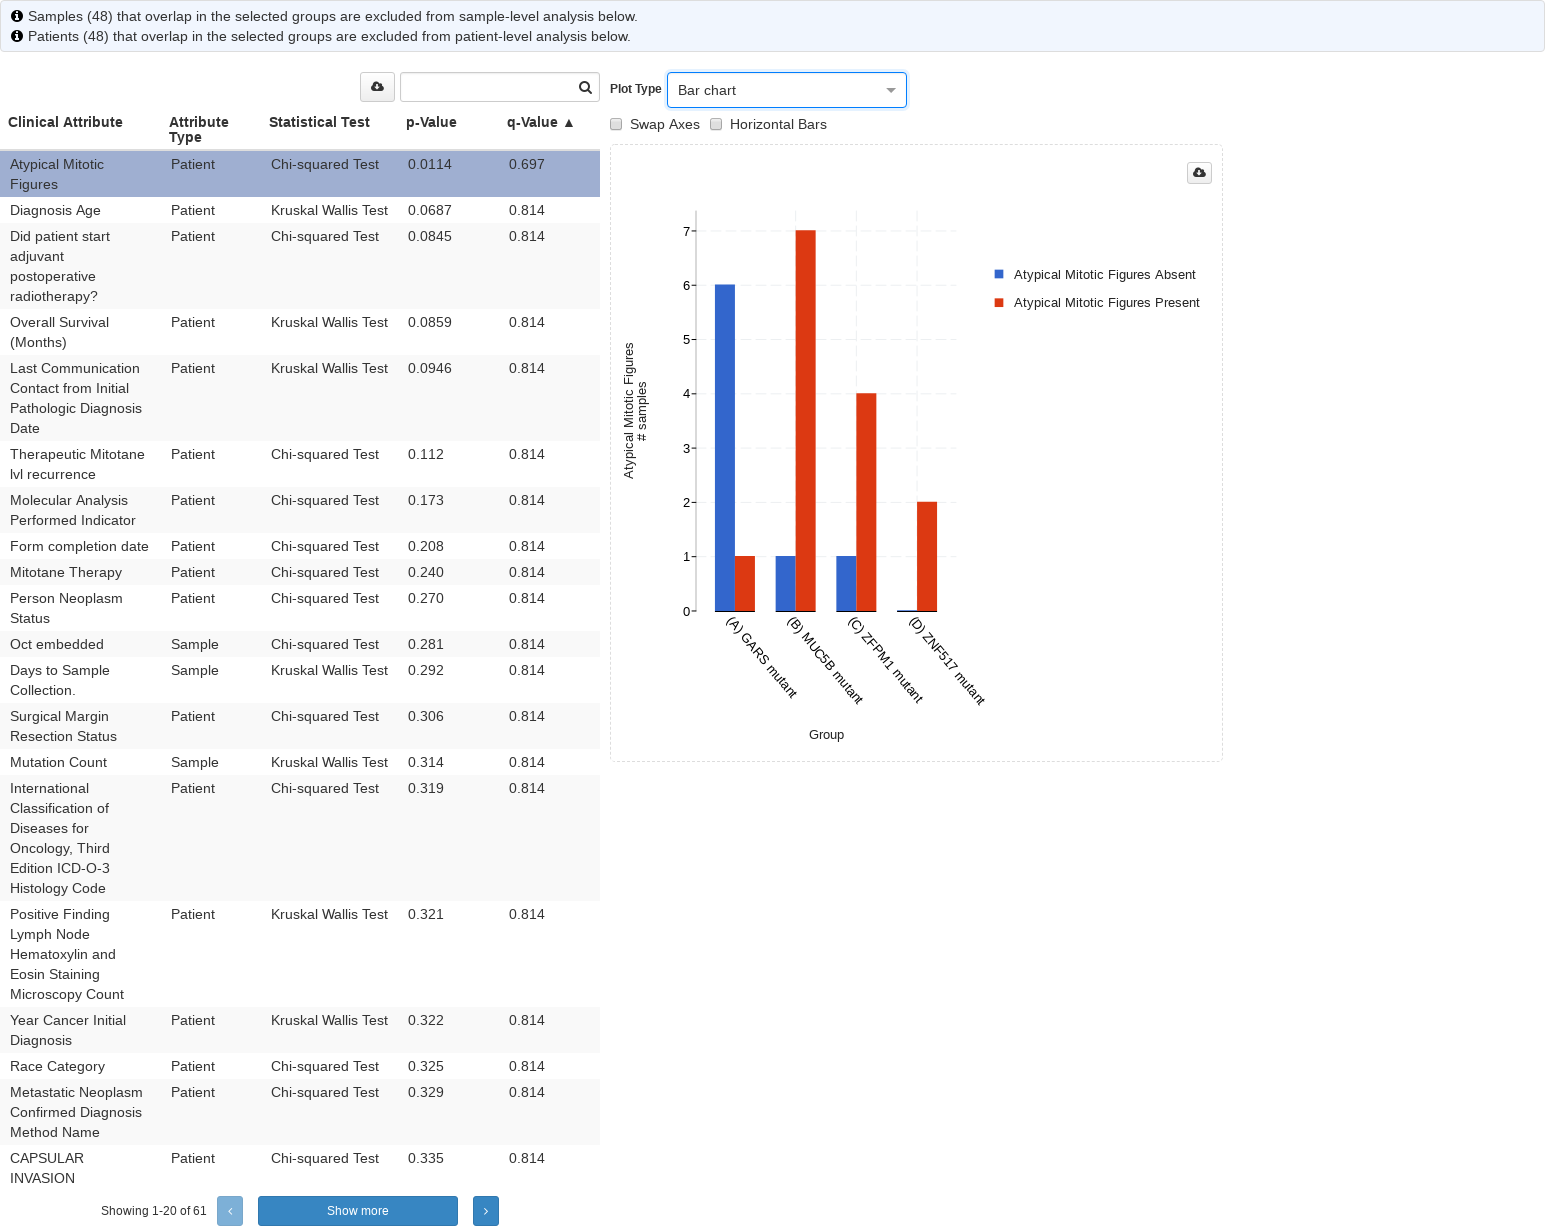 Samples (48) that overlap in the selected groups are excluded from sample-level analysis below.
Patients (48) that overlap in the selected groups are excluded from patient-level analysis below.
Plot Type
Bar chart
Swap Axes
Horizontal Bars
Clinical Attribute
Attribute
Type
Statistical Test
p-Value
q-Value ▲
Atypical Mitotic
Figures
Patient
Chi-squared Test
0.0114
0.697
Diagnosis Age
Patient
Kruskal Wallis Test
0.0687
0.814
Did patient start
adjuvant
postoperative
radiotherapy?
Patient
Chi-squared Test
0.0845
0.814
Overall Survival
(Months)
Patient
Kruskal Wallis Test
0.0859
0.814
Last Communication
Contact from Initial
Pathologic Diagnosis
Date
Patient
Kruskal Wallis Test
0.0946
0.814
Therapeutic Mitotane
lvl recurrence
Patient
Chi-squared Test
0.112
0.814
Molecular Analysis
Performed Indicator
Patient
Chi-squared Test
0.173
0.814
Form completion date
Patient
Chi-squared Test
0.208
0.814
Mitotane Therapy
Patient
Chi-squared Test
0.240
0.814
Person Neoplasm
Status
Patient
Chi-squared Test
0.270
0.814
Oct embedded
Sample
Chi-squared Test
0.281
0.814
Days to Sample
Collection.
Sample
Kruskal Wallis Test
0.292
0.814
Surgical Margin
Resection Status
Patient
Chi-squared Test
0.306
0.814
Mutation Count
Sample
Kruskal Wallis Test
0.314
0.814
International
Classification of
Diseases for
Oncology, Third
Edition ICD-O-3
Histology Code
Patient
Chi-squared Test
0.319
0.814
Positive Finding
Lymph Node
Hematoxylin and
Eosin Staining
Microscopy Count
Patient
Kruskal Wallis Test
0.321
0.814
Year Cancer Initial
Diagnosis
Patient
Kruskal Wallis Test
0.322
0.814
Race Category
Patient
Chi-squared Test
0.325
0.814
Metastatic Neoplasm
Confirmed Diagnosis
Method Name
Patient
Chi-squared Test
0.329
0.814
CAPSULAR
INVASION
Patient
Chi-squared Test
0.335
0.814
Showing 1-20 of 61
Show more
Atypical Mitotic Figures
# samples
7
6
5
4
3
2
1
0
(A) GARS mutant
(B) MUC5B mutant
(C) ZFPM1 mutant
(D) ZNF517 mutant
Group
Atypical Mitotic Figures Absent
Atypical Mitotic Figures Present